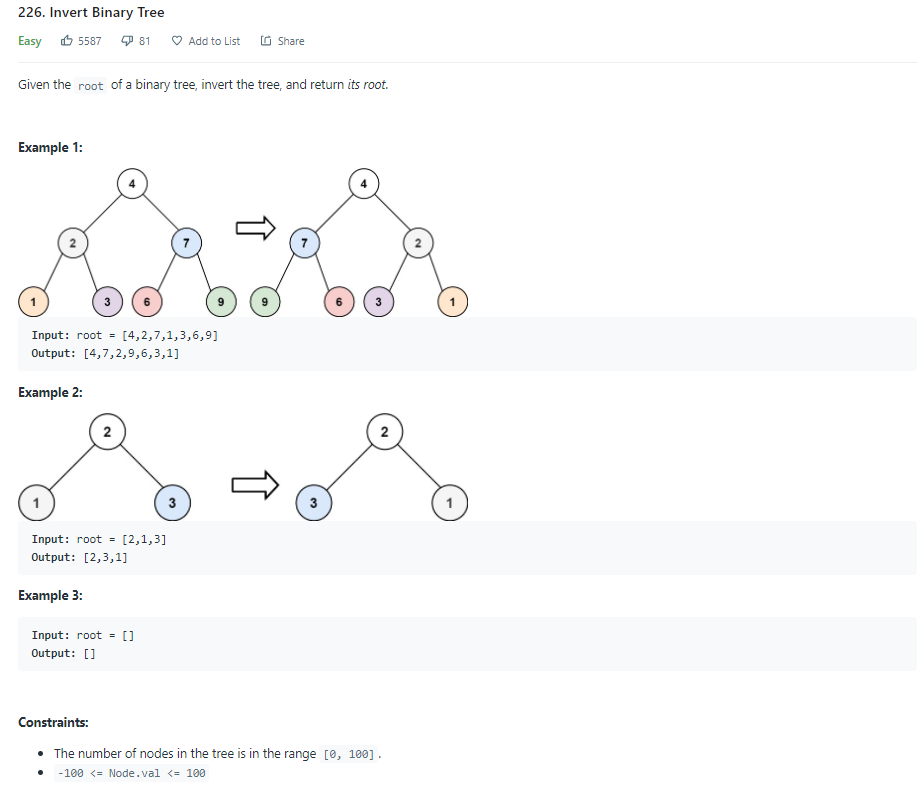 226. Invert Binary Tree
Easy 5587 81 Add to List Share
Given the root of a binary tree, invert the tree, and return its root.
Example 1:
4 4
2 7 7 2
1 3 6 9 9 6 3 1
Input: root = [4,2,7,1,3,6,9]
Output: [4,7,2,9,6,3,1]
Example 2:
2 2
1 3 3 1
Input: root = [2,1,3]
Output: [2,3,1]
Example 3:
Input: root = []
Output: []
Constraints:
• The number of nodes in the tree is in the range [0, 100].
• -100 <= Node.val <= 100